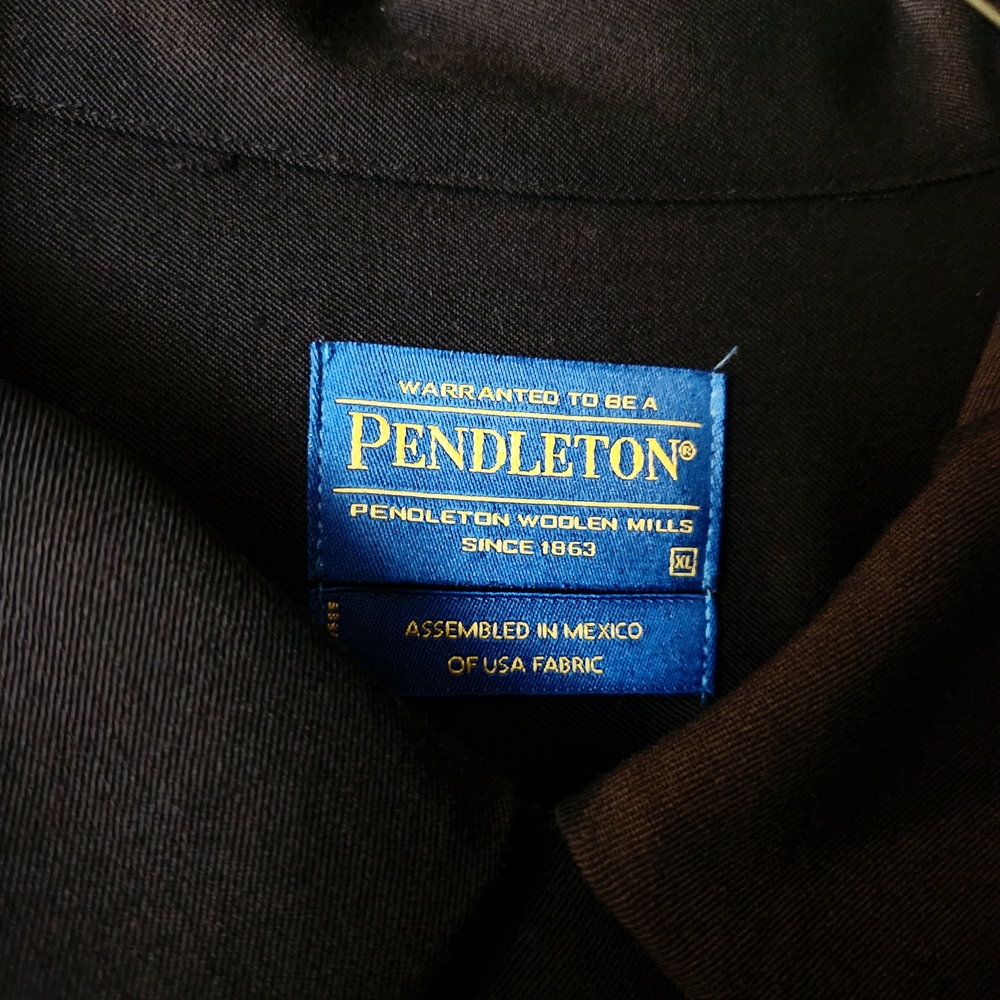 WARRANTED TO BE A
PENDLETON®
PENDLETON WOOLEN MILLS
SINCE 1863
XL
ASSEMBLED IN MEXICO
OF USA FABRIC